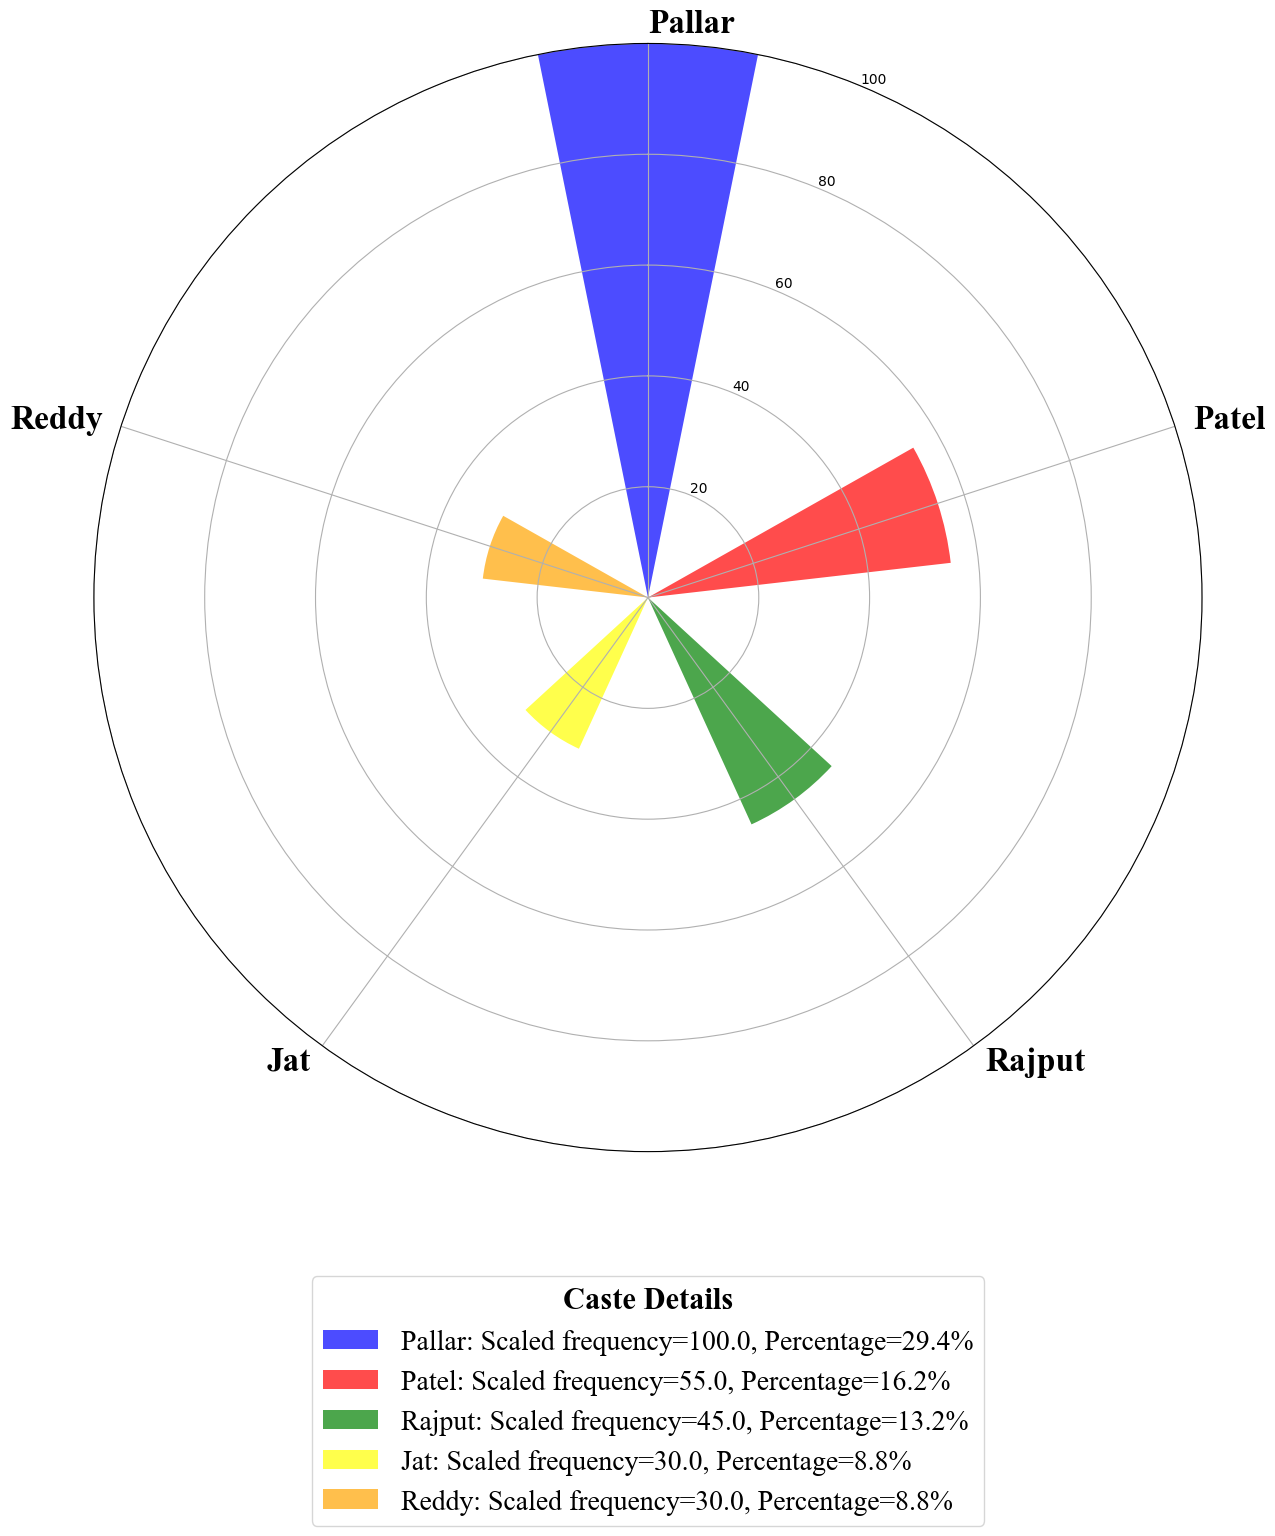 Pallar
100
80
60
40
20
Reddy
Patel
Jat
Rajput
Caste Details
Pallar: Scaled frequency=100.0, Percentage=29.4%
Patel: Scaled frequency=55.0, Percentage=16.2%
Rajput: Scaled frequency=45.0, Percentage=13.2%
Jat: Scaled frequency=30.0, Percentage=8.8%
Reddy: Scaled frequency=30.0, Percentage=8.8%